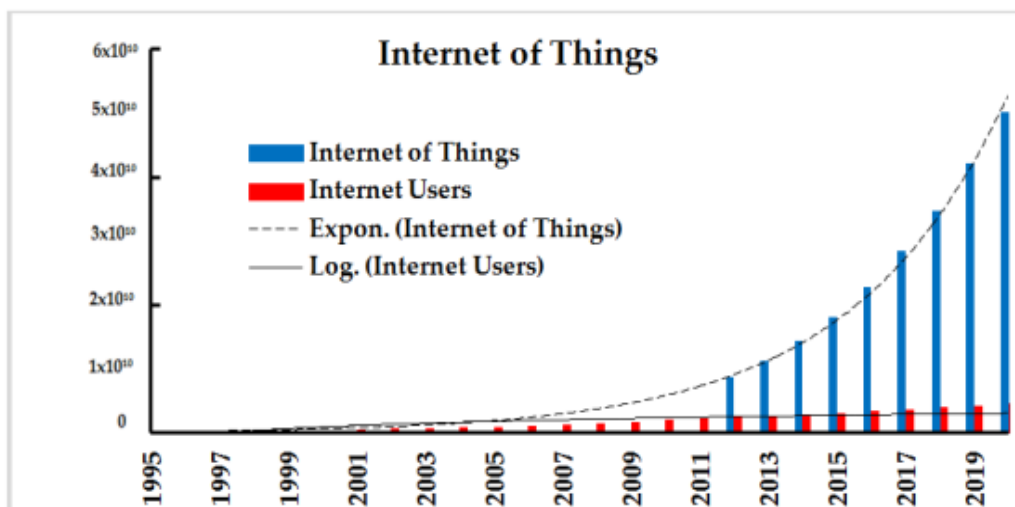 Internet of Things
6x10¹⁰
5x10¹⁰
4x10¹⁰
3x10¹⁰
2x10¹⁰
1x10¹⁰
0
Internet of Things
Internet Users
Expon. (Internet of Things)
Log. (Internet Users)
1995
1997
1999
2001
2003
2005
2007
2009
2011
2013
2015
2017
2019